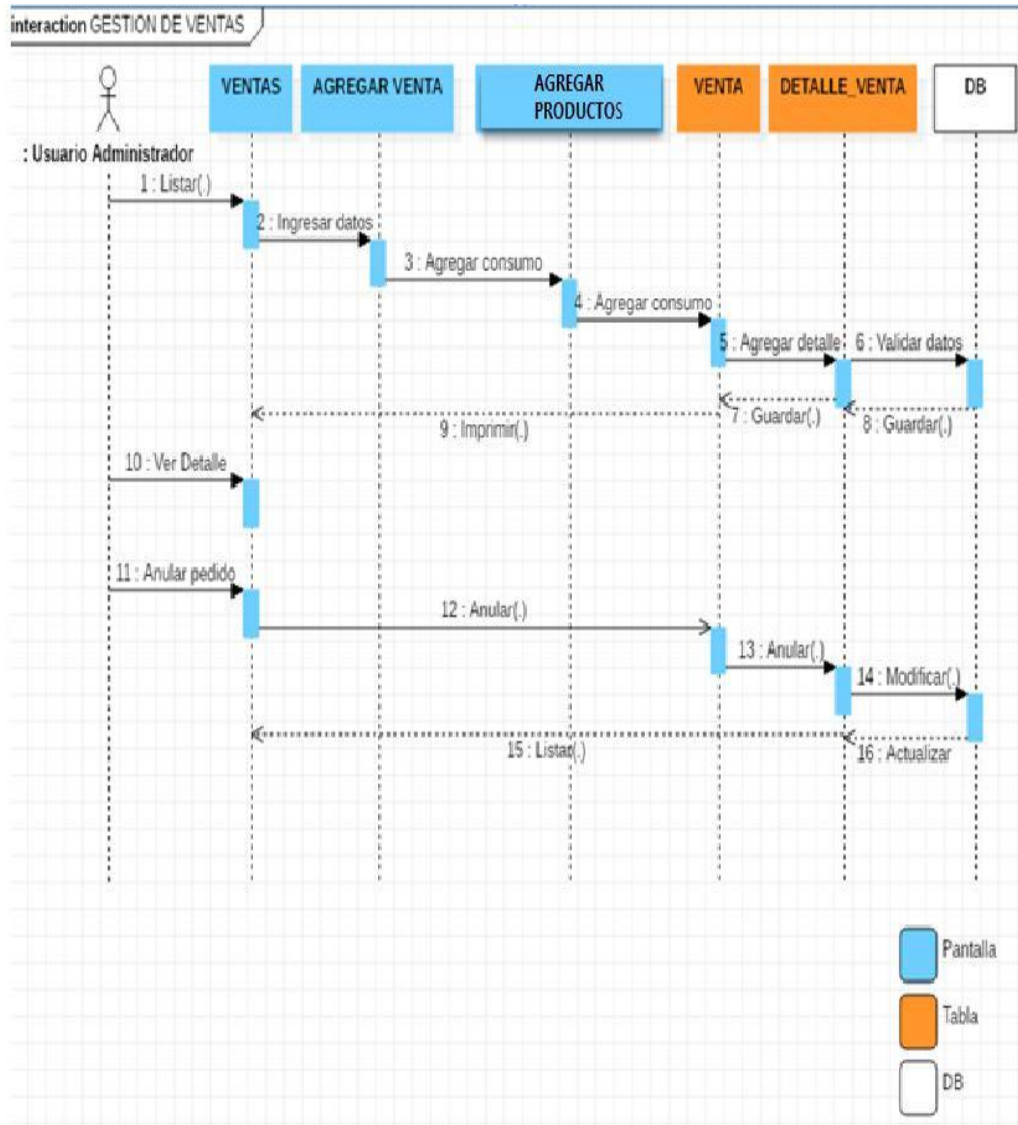 interaction GESTION DE VENTAS
VENTAS
AGREGAR VENTA
AGREGAR
PRODUCTOS
VENTA
DETALLE_VENTA
DB
: Usuario Administrador
1 : Listar(.)
2 : Ingresar datos
3 : Agregar consumo
4 : Agregar consumo
5 : Agregar detalle
6 : Validar datos
7 : Guardar(.)
8 : Guardar(.)
9 : Imprimir(.)
10 : Ver Detalle
11 : Anular pedido
12 : Anular(.)
13 : Anular(.)
14 : Modificar(.)
15 : Listar(.)
16 : Actualizar
Pantalla
Tabla
DB